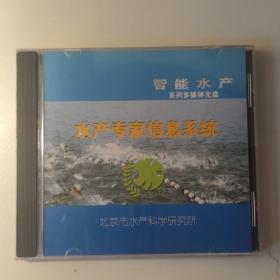 智能水产
系列多媒体光盘
水产专家信息系统
北京市水产科学研究所